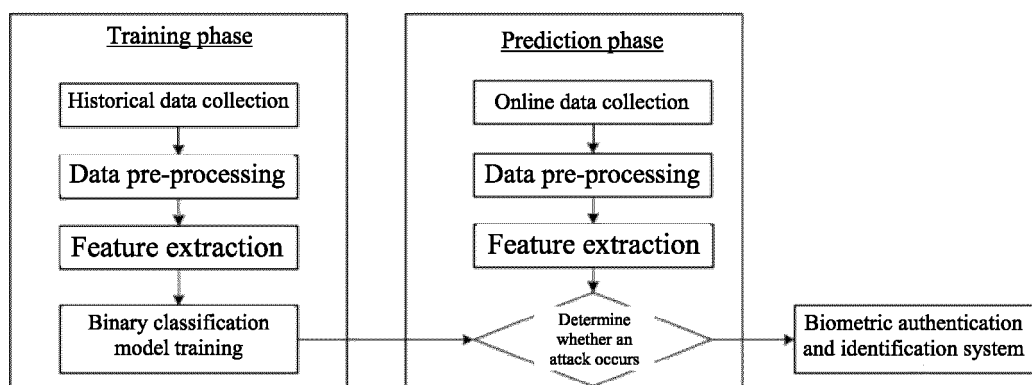 Training phase
Historical data collection
Data pre-processing
Feature extraction
Binary classification
model training
Prediction phase
Online data collection
Data pre-processing
Feature extraction
Determine
whether an
attack occurs
Biometric authentication
and identification system